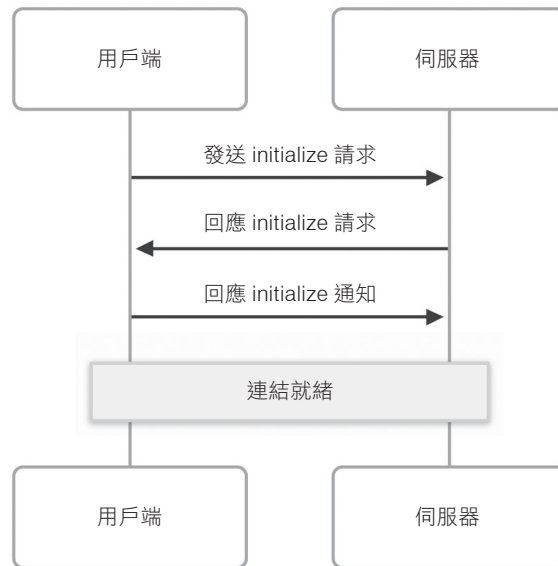 用戶端
伺服器
發送 initialize 請求
回應 initialize 請求
回應 initialize 通知
連結就緒
用戶端
伺服器